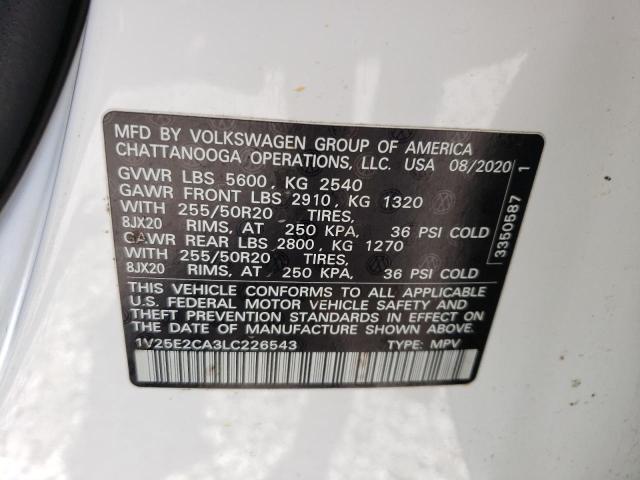 MFD BY VOLKSWAGEN GROUP OF AMERICA
CHATTANOOGA OPERATIONS, LLC. USA 08/2020
GVWR LBS 5600, KG 2540
GAWR FRONT LBS 2910, KG 1320
WITH 255/50R20 TIRES,
8JX20 RIMS, AT 250 KPA, 36 PSI COLD
GAWR REAR LBS 2800, KG 1270
WITH 255/50R20 TIRES,
8JX20 RIMS, AT 250 KPA, 36 PSI COLD
THIS VEHICLE CONFORMS TO ALL APPLICABLE
U.S. FEDERAL MOTOR VEHICLE SAFETY AND
THEFT PREVENTION STANDARDS IN EFFECT ON
THE DATE OF MANUFACTURE SHOWN ABOVE
1V25E2CA3LC226543 TYPE: MPV
3350587 1